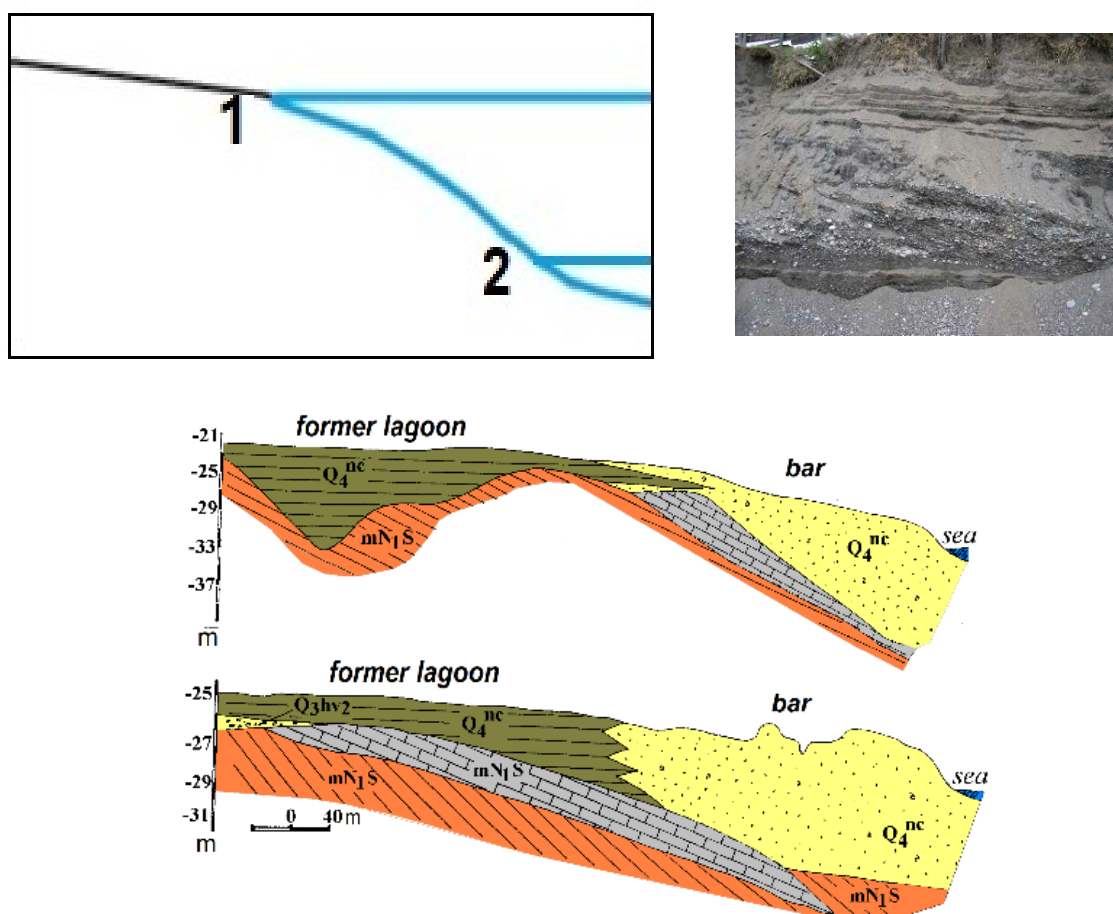 1
2
former lagoon
-21
Q₄ⁿᶜ
bar
-25
-29
mN₁S
Q₄ⁿᶜ
sea
-33
-37
m
former lagoon
-25
Q₃hv₂
Q₄ⁿᶜ
bar
-27
mN₁S
mN₁S
sea
-29
-31
0 40 m
m
Q₄ⁿᶜ
mN₁S